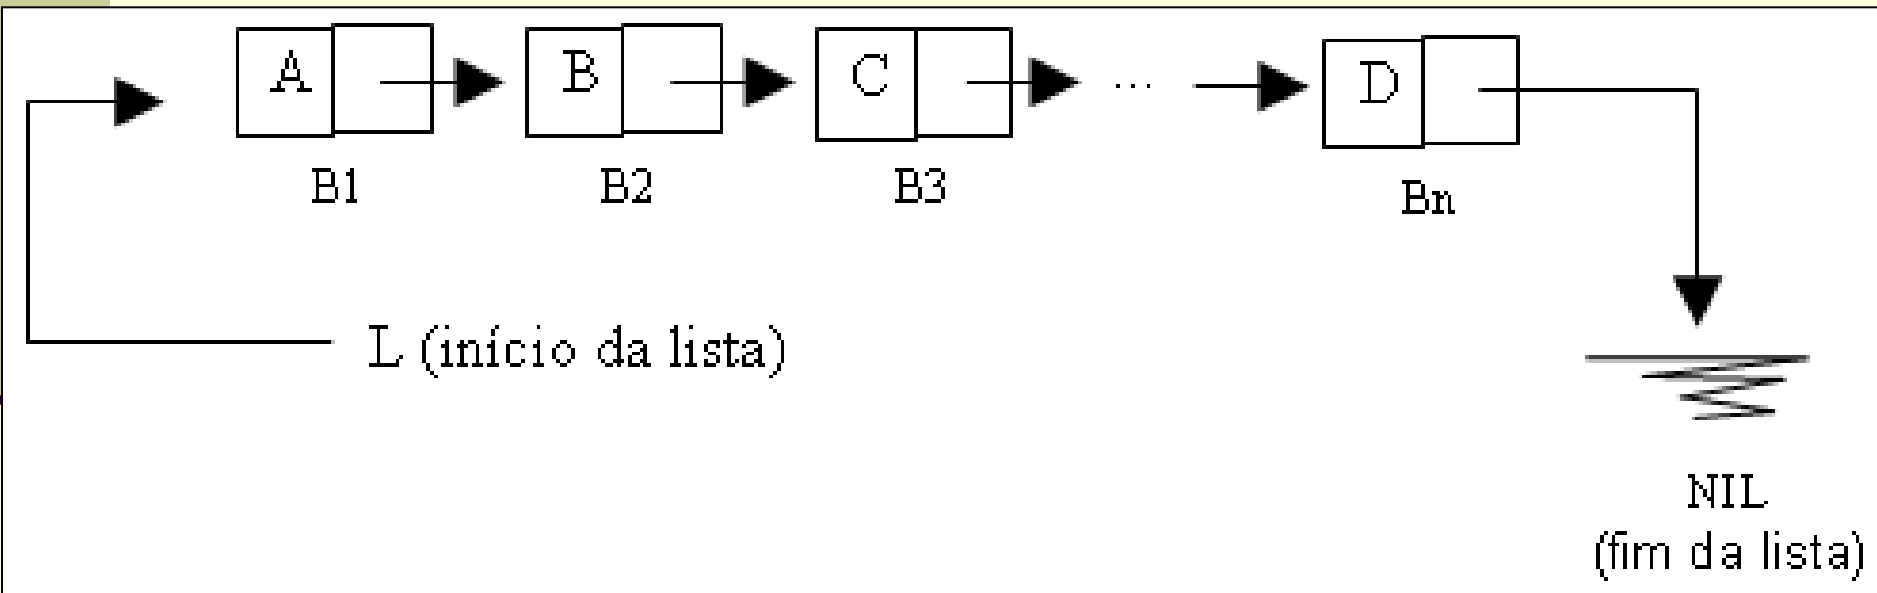 A B C ... D
B1 B2 B3 Bn
L (início da lista)
NIL
(fim da lista)